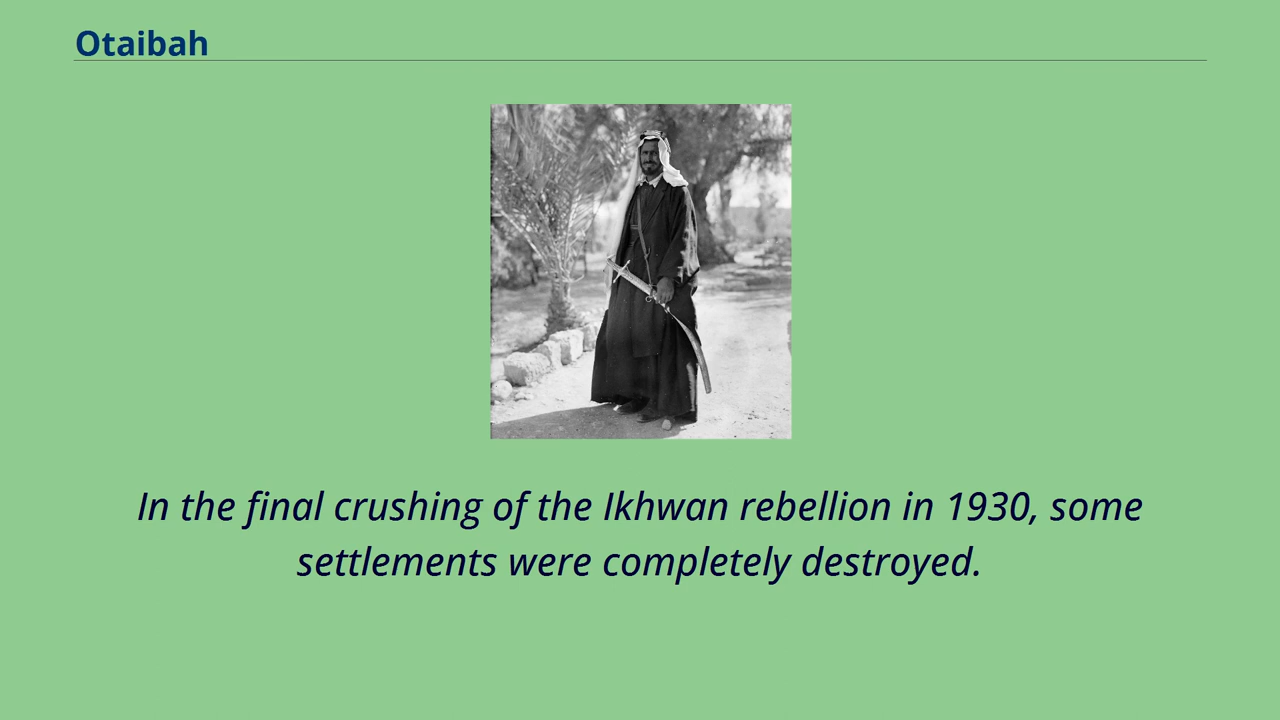 Otaibah
In the final crushing of the Ikhwan rebellion in 1930, some
settlements were completely destroyed.